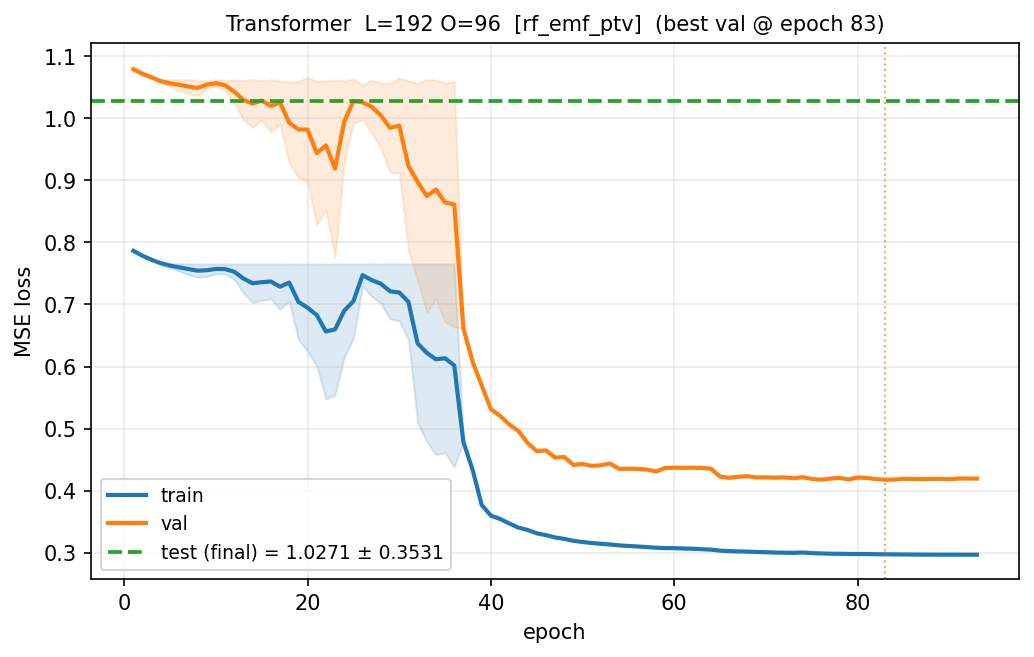 Transformer  L=192 O=96  [rf_emf_ptv]  (best val @ epoch 83)
MSE loss
1.1
1.0
0.9
0.8
0.7
0.6
0.5
0.4
0.3
train
val
test (final) = 1.0271 ± 0.3531
0 20 40 60 80
epoch